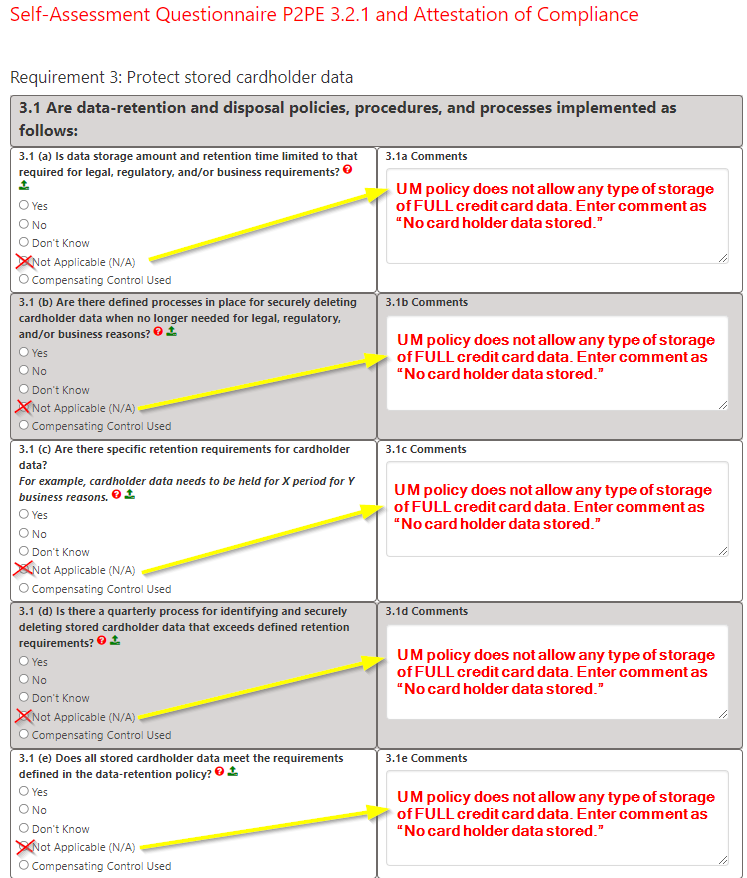 Self-Assessment Questionnaire P2PE 3.2.1 and Attestation of Compliance
Requirement 3: Protect stored cardholder data
3.1 Are data-retention and disposal policies, procedures, and processes implemented as
follows:
3.1 (a) Is data storage amount and retention time limited to that
required for legal, regulatory, and/or business requirements?
Yes
No
Don't Know
Not Applicable (N/A)
Compensating Control Used
3.1a Comments
UM policy does not allow any type of storage
of FULL credit card data. Enter comment as
“No card holder data stored.”
3.1 (b) Are there defined processes in place for securely deleting
cardholder data when no longer needed for legal, regulatory,
and/or business reasons?
Yes
No
Don't Know
Not Applicable (N/A)
Compensating Control Used
3.1b Comments
UM policy does not allow any type of storage
of FULL credit card data. Enter comment as
“No card holder data stored.”
3.1 (c) Are there specific retention requirements for cardholder
data?
For example, cardholder data needs to be held for X period for Y
business reasons.
Yes
No
Don't Know
Not Applicable (N/A)
Compensating Control Used
3.1c Comments
UM policy does not allow any type of storage
of FULL credit card data. Enter comment as
“No card holder data stored.”
3.1 (d) Is there a quarterly process for identifying and securely
deleting stored cardholder data that exceeds defined retention
requirements?
Yes
No
Don't Know
Not Applicable (N/A)
Compensating Control Used
3.1d Comments
UM policy does not allow any type of storage
of FULL credit card data. Enter comment as
“No card holder data stored.”
3.1 (e) Does all stored cardholder data meet the requirements
defined in the data-retention policy?
Yes
No
Don't Know
Not Applicable (N/A)
Compensating Control Used
3.1e Comments
UM policy does not allow any type of storage
of FULL credit card data. Enter comment as
“No card holder data stored.”